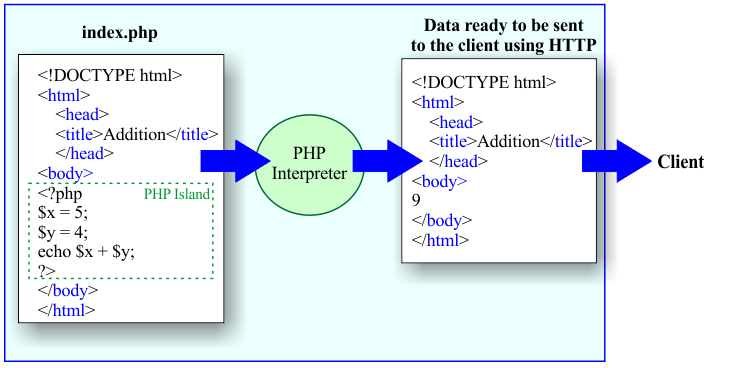 index.php
<!DOCTYPE html>
<html>
<head>
<title>Addition</title>
</head>
<body>
<?php
PHP Island
$x = 5;
$y = 4;
echo $x + $y;
?>
</body>
</html>
PHP
Interpreter
Data ready to be sent
to the client using HTTP
<!DOCTYPE html>
<html>
<head>
<title>Addition</title>
</head>
<body>
9
</body>
</html>
Client